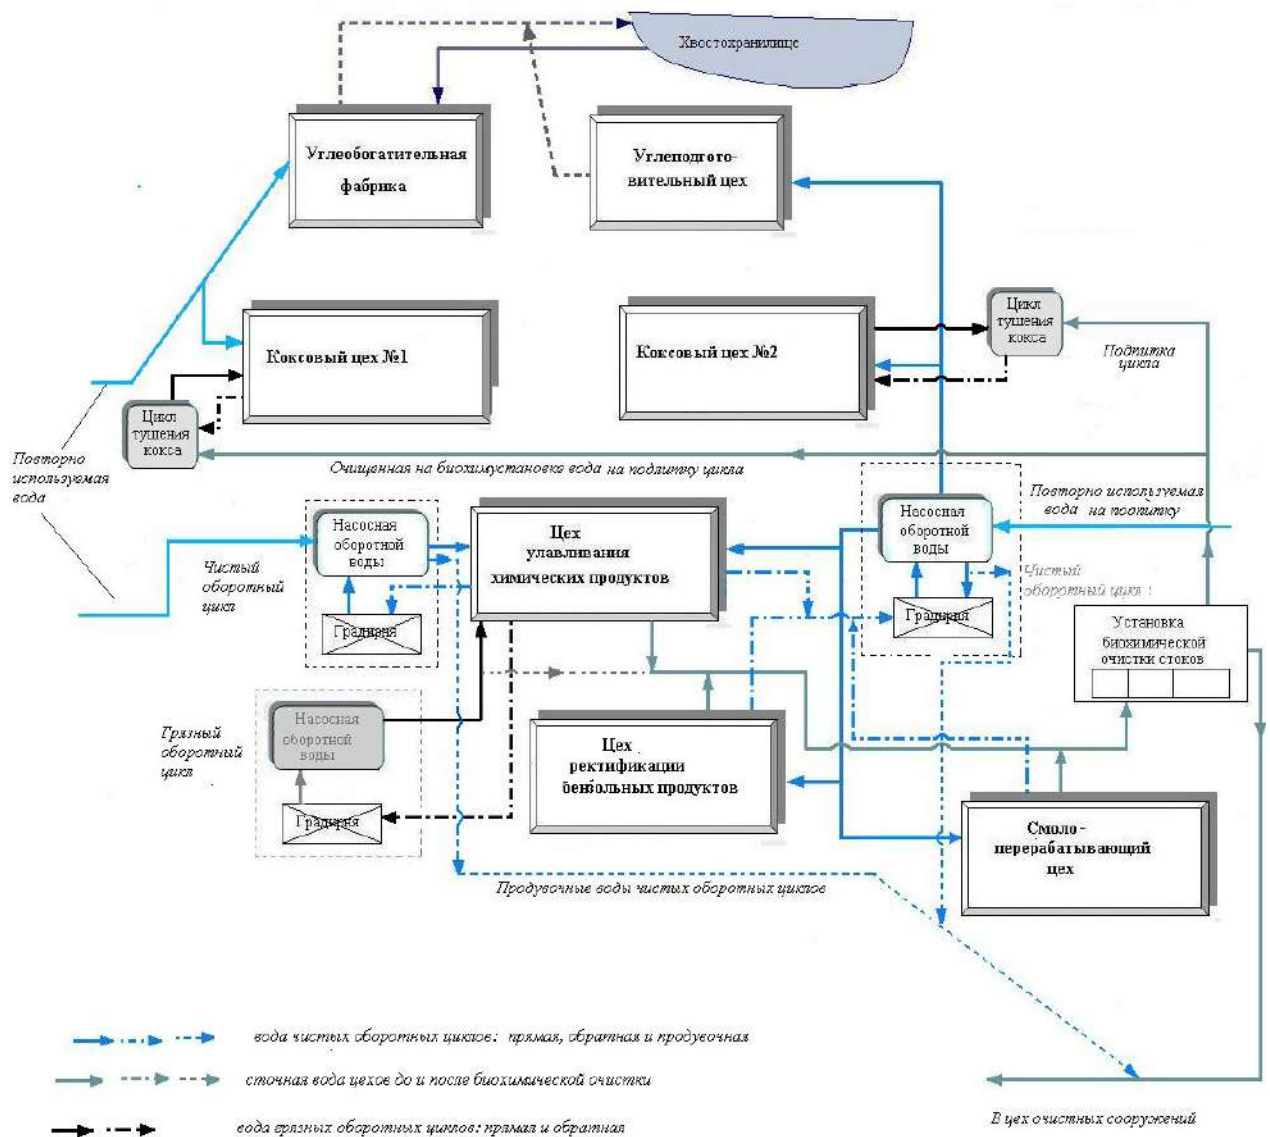 Хвостохранилище
Углеобогатительная
фабрика
Углеподгото-
вительный цех
Цикл
тушения
кокса
Коксовый цех №1
Коксовый цех №2
Подпитка
цикла
Цикл
тушения
кокса
Повторно
используемая
вода
Очищенная на биохимустановке вода на подпитку цикла
Насосная
оборотной
воды
Цех
улавливания
химических продуктов
Насосная
оборотной
воды
Повторно используемая
вода на подпитку
Чистый
оборотный
цикл
Чистый
оборотный цикл :
Градирня
Градирня
Установка
биохимической
очистки стоков
Грязный
оборотный
цикл
Насосная
оборотной
воды
Цех
ректификации
бензольных продуктов
Градирня
Смоло-
перерабатывающий
цех
Продувочные воды чистых оборотных циклов
вода чистых оборотных циклов: прямая, обратная и продувочная
сточная вода цехов до и после биохимической очистки
В цех очистных сооружений
вода грязных оборотных циклов: прямая и обратная